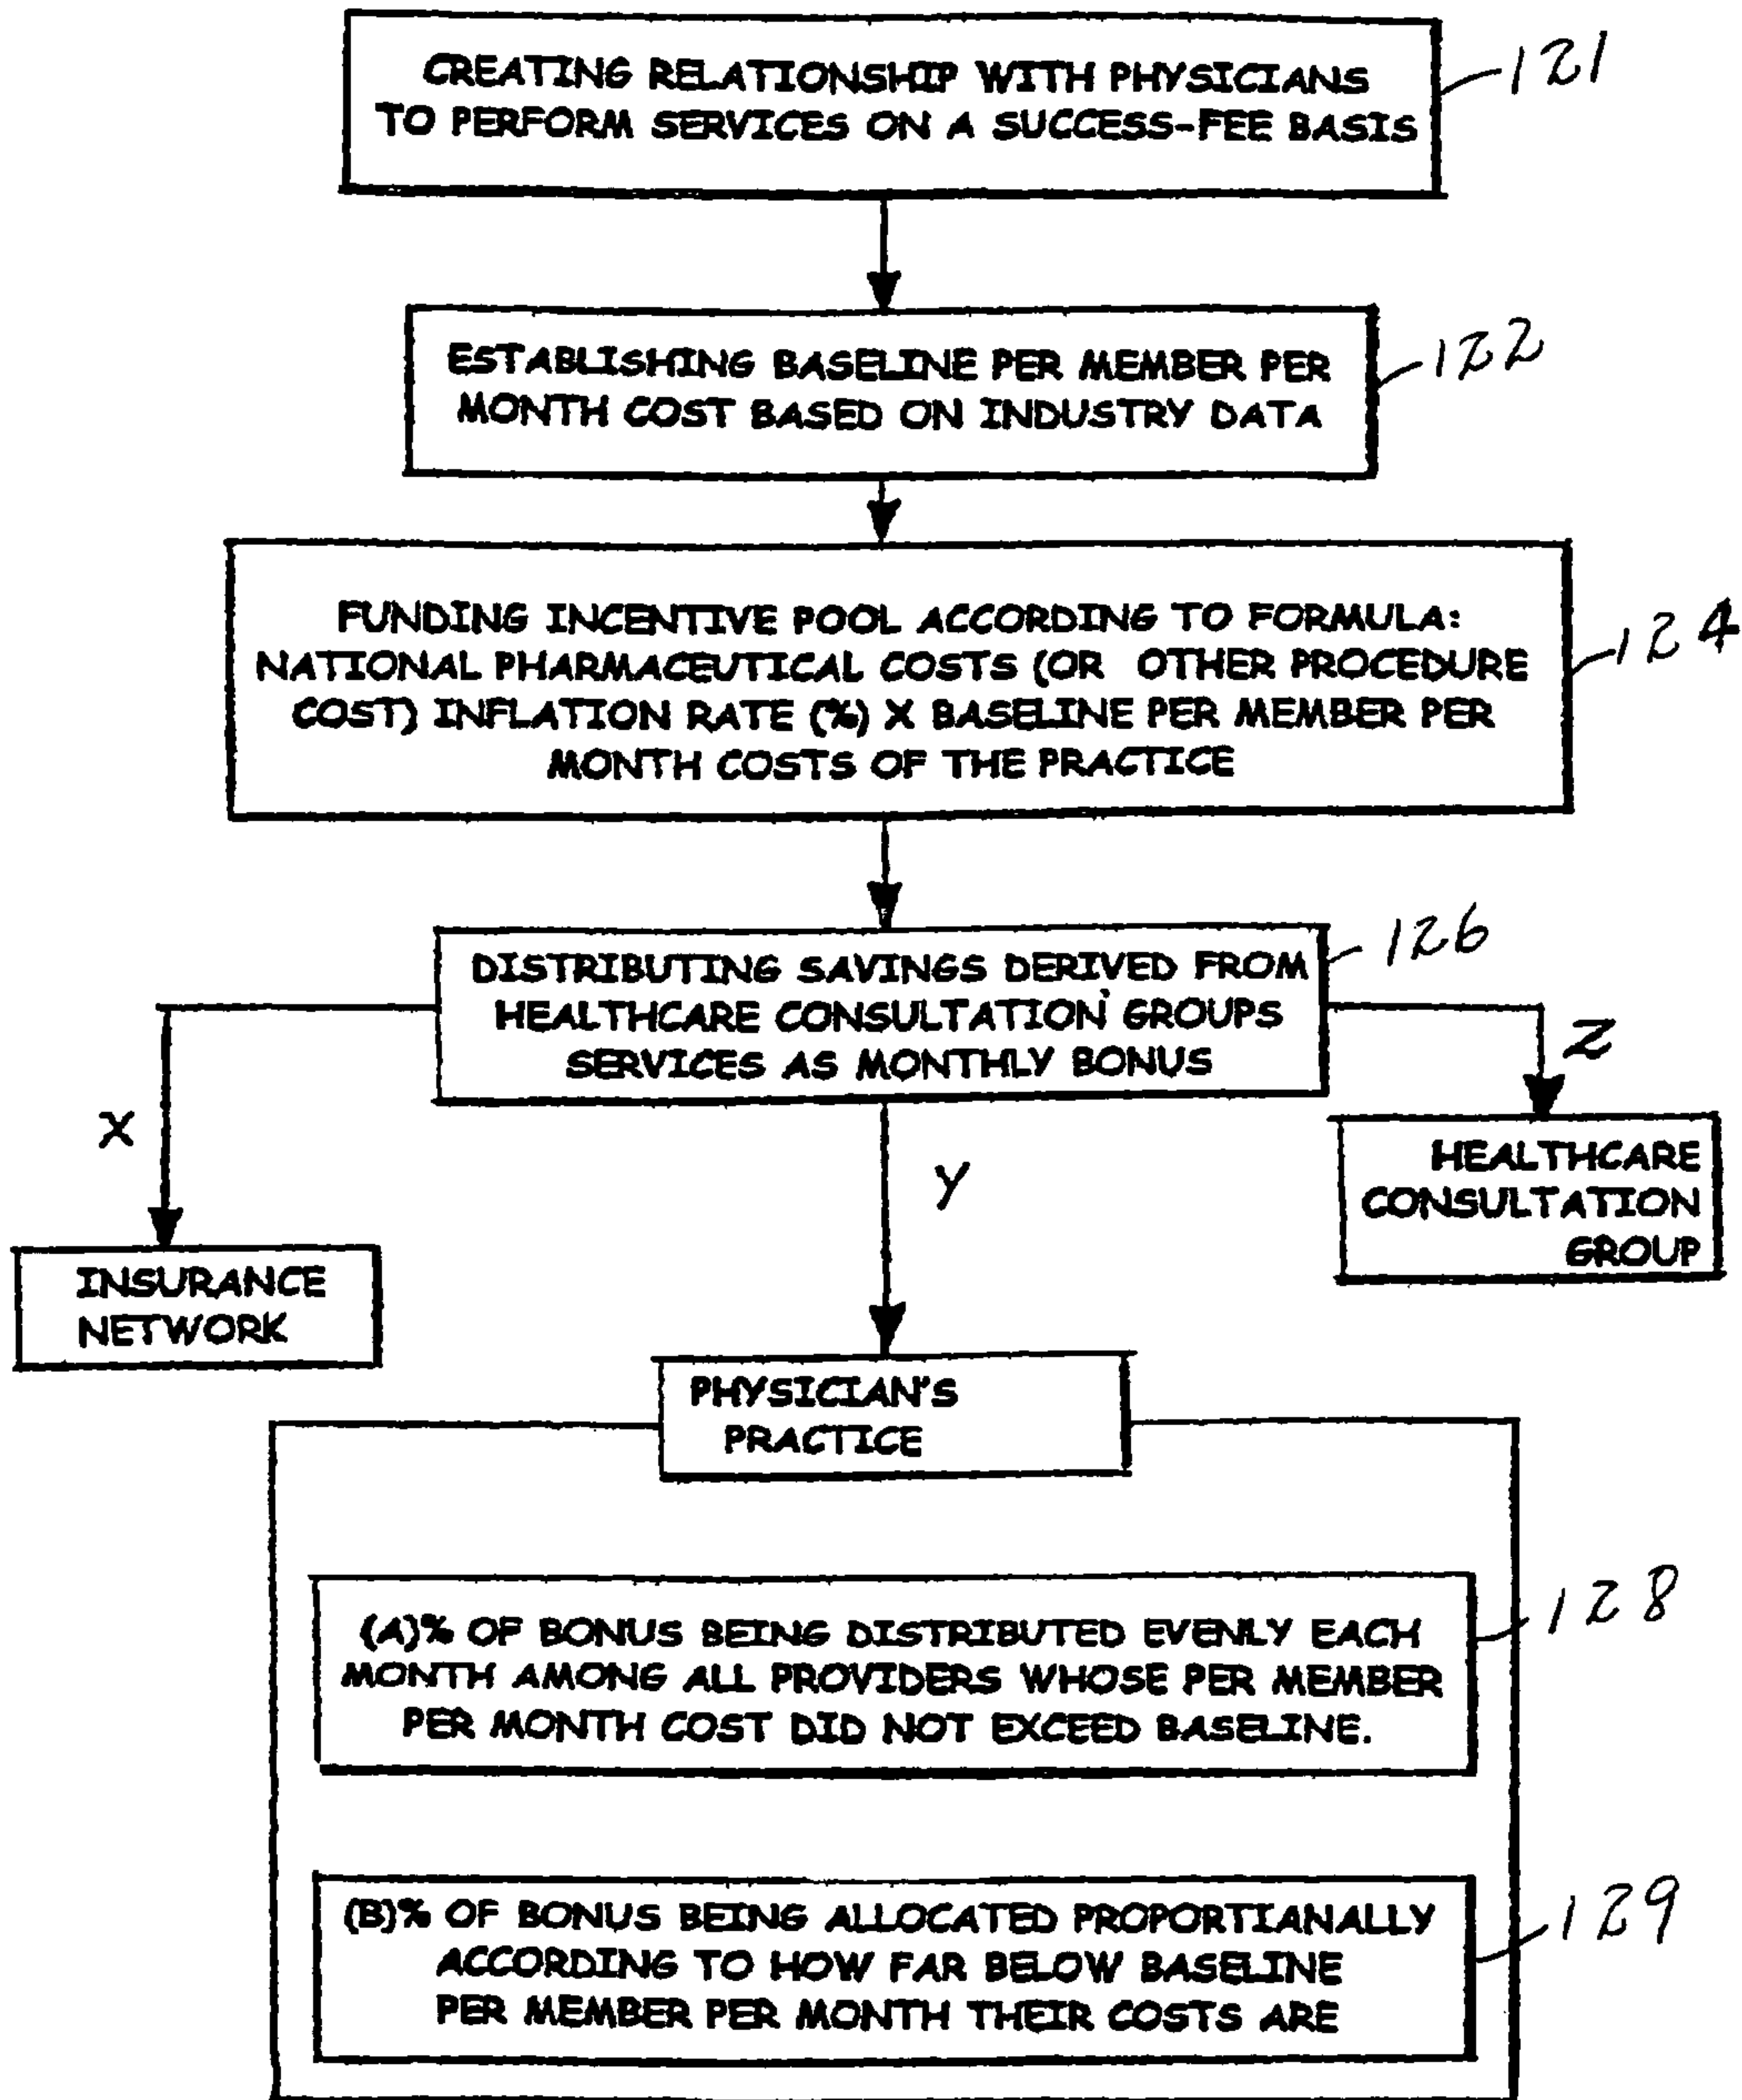 CREATING RELATIONSHIP WITH PHYSICIANS
TO PERFORM SERVICES ON A SUCCESS-FEE BASIS
121
ESTABLISHING BASELINE PER MEMBER PER
MONTH COST BASED ON INDUSTRY DATA
122
FUNDING INCENTIVE POOL ACCORDING TO FORMULA:
NATIONAL PHARMACEUTICAL COSTS (OR OTHER PROCEDURE
COST) INFLATION RATE (%) X BASELINE PER MEMBER PER
MONTH COSTS OF THE PRACTICE
124
DISTRIBUTING SAVINGS DERIVED FROM
HEALTHCARE CONSULTATION GROUPS
SERVICES AS MONTHLY BONUS
126
X
Y
Z
INSURANCE
NETWORK
HEALTHCARE
CONSULTATION
GROUP
PHYSICIAN'S
PRACTICE
(A)% OF BONUS BEING DISTRIBUTED EVENLY EACH
MONTH AMONG ALL PROVIDERS WHOSE PER MEMBER
PER MONTH COST DID NOT EXCEED BASELINE.
128
(B)% OF BONUS BEING ALLOCATED PROPORTIANALLY
ACCORDING TO HOW FAR BELOW BASELINE
PER MEMBER PER MONTH THEIR COSTS ARE
129